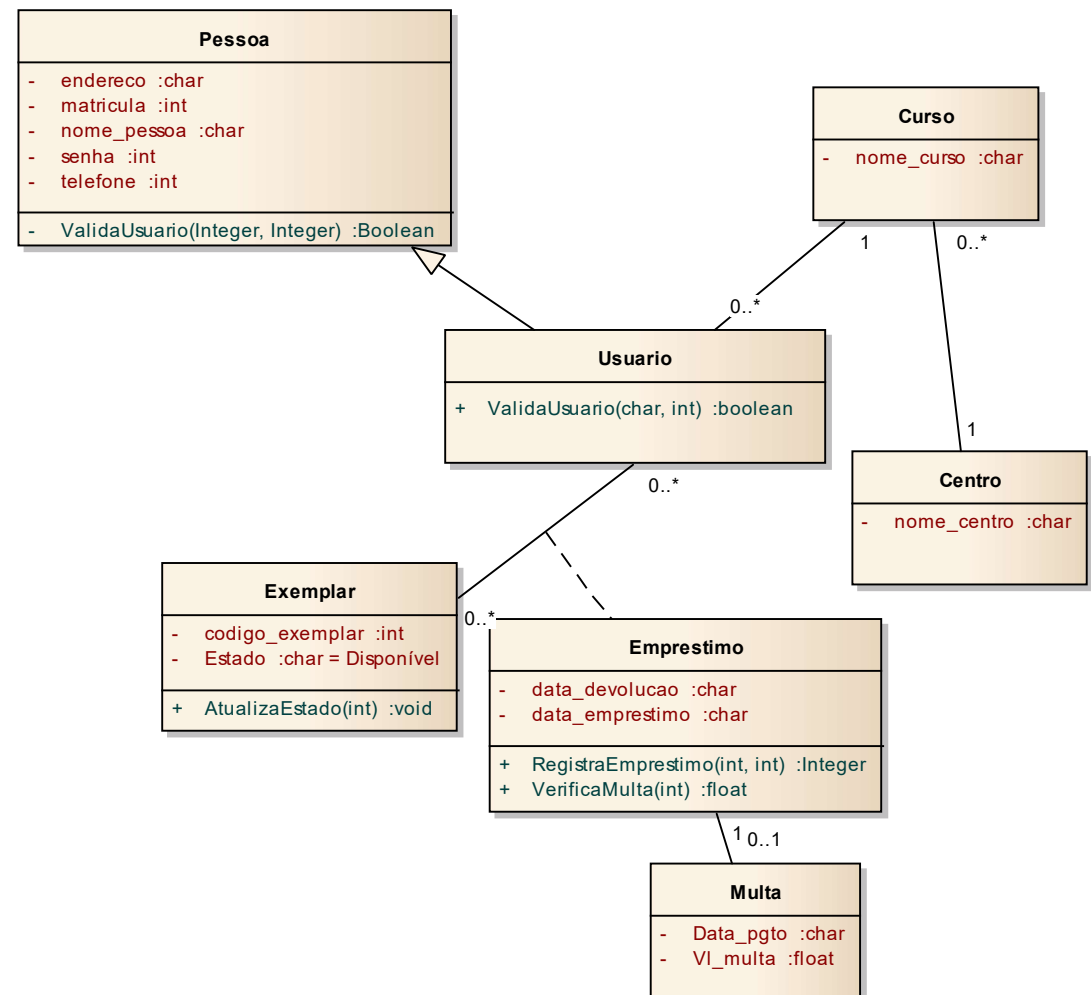 Pessoa
- endereco :char
- matricula :int
- nome_pessoa :char
- senha :int
- telefone :int
- ValidaUsuario(Integer, Integer) :Boolean
Curso
- nome_curso :char
1
0..*
0..*
Usuario
+ ValidaUsuario(char, int) :boolean
0..*
1
Centro
- nome_centro :char
Exemplar
- codigo_exemplar :int
- Estado :char = Disponível
+ AtualizaEstado(int) :void
0..*
Emprestimo
- data_devolucao :char
- data_emprestimo :char
+ RegistraEmprestimo(int, int) :Integer
+ VerificaMulta(int) :float
1
0..1
Multa
- Data_pgto :char
- Vl_multa :float